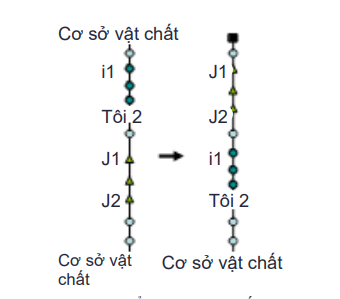 Cơ sở vật chất
i1
Tôi 2
J1
J2
Cơ sở vật
chất
J1
J2
i1
Tôi 2
Cơ sở vật chất